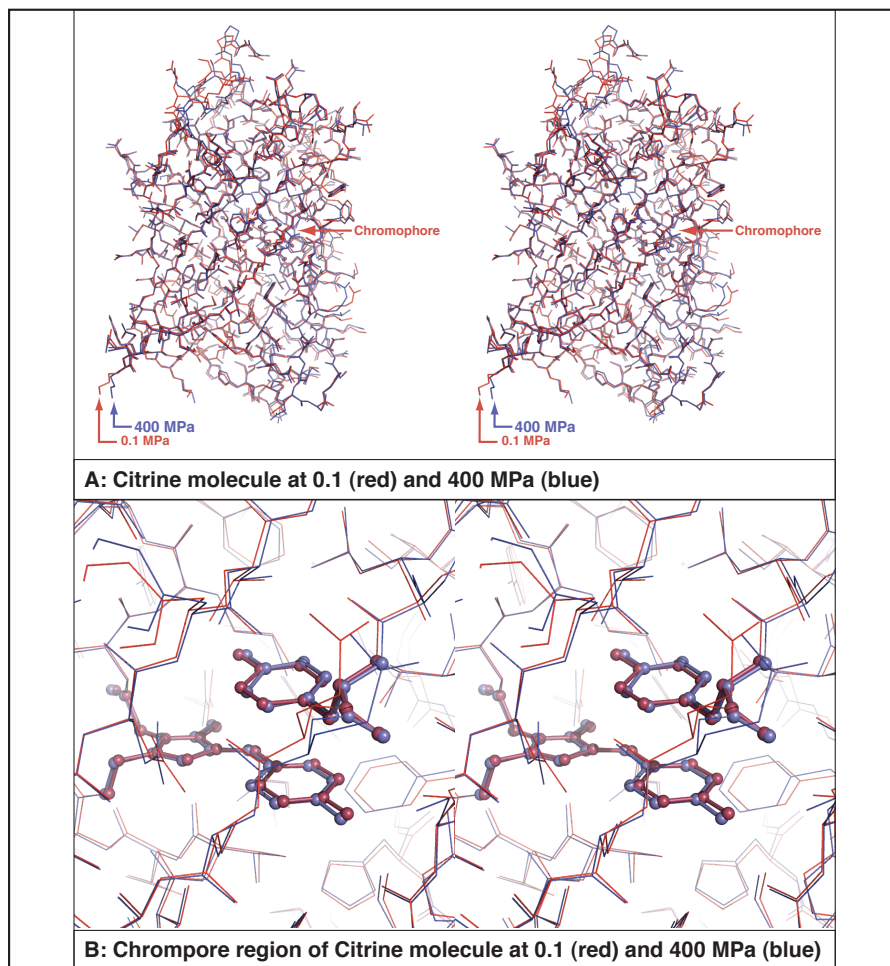 Chromophore
Chromophore
400 MPa
0.1 MPa
400 MPa
0.1 MPa
A: Citrine molecule at 0.1 (red) and 400 MPa (blue)
B: Chrompore region of Citrine molecule at 0.1 (red) and 400 MPa (blue)